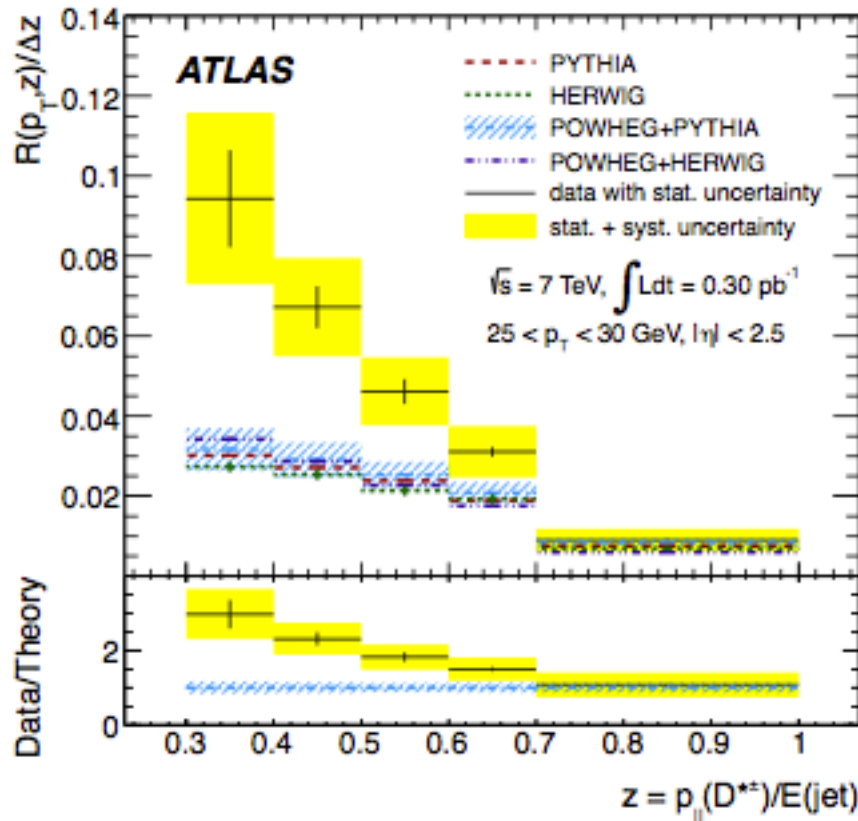 R(p_T,z)/Δz
0.14
0.12
0.1
0.08
0.06
0.04
0.02
ATLAS
PYTHIA
HERWIG
POWHEG+PYTHIA
POWHEG+HERWIG
data with stat. uncertainty
stat. + syst. uncertainty
√s = 7 TeV, ∫Ldt = 0.30 pb⁻¹
25 < p_T < 30 GeV, |η| < 2.5
Data/Theory
2
0
0.3 0.4 0.5 0.6 0.7 0.8 0.9 1
z = p_||(D*±)/E(jet)